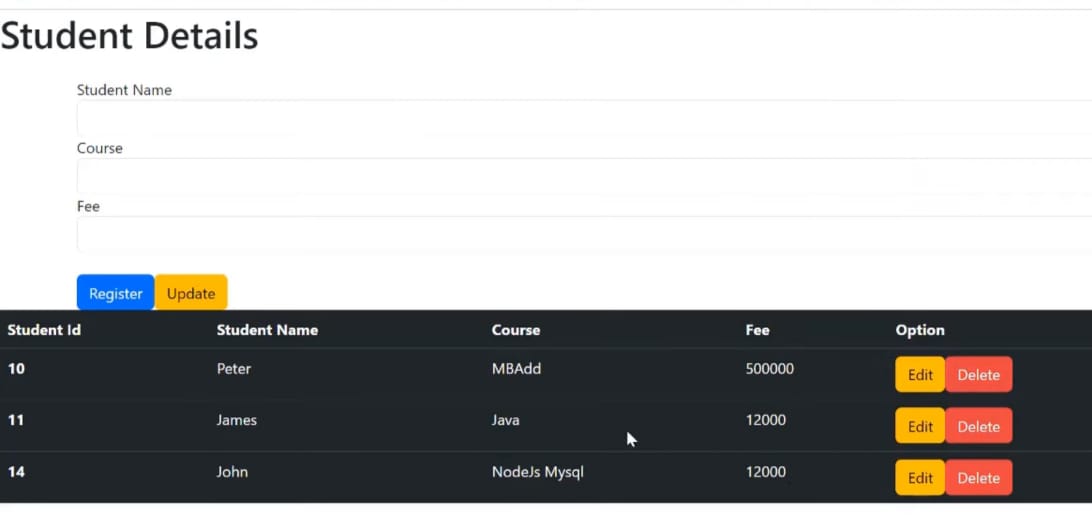 Student Details
Student Name
Course
Fee
Register Update
Student Id Student Name Course Fee Option
10 Peter MBAdd 500000 Edit Delete
11 James Java 12000 Edit Delete
14 John NodeJs Mysql 12000 Edit Delete